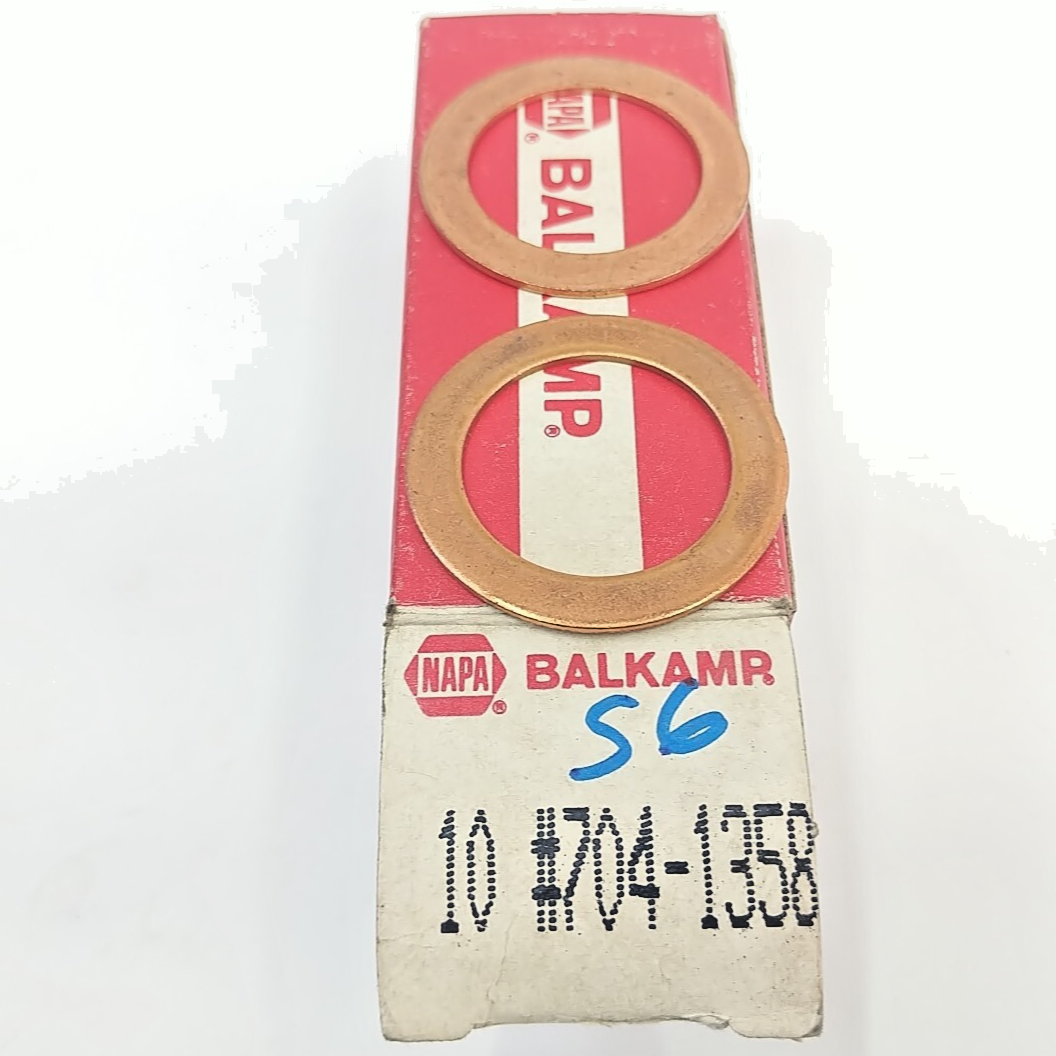 NAPA ®
BALKAMP ®
NAPA ® BALKAMP ®
S6
10 #704-1358